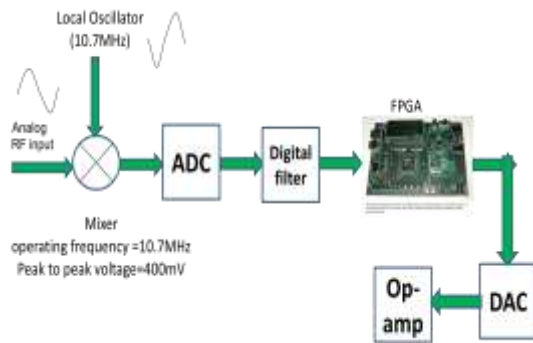 Local Oscillator
(10.7MHz)
Analog
RF input
FPGA
ADC
Digital
filter
Mixer
operating frequency =10.7MHz
Peak to peak voltage=400mV
Op-
amp
DAC